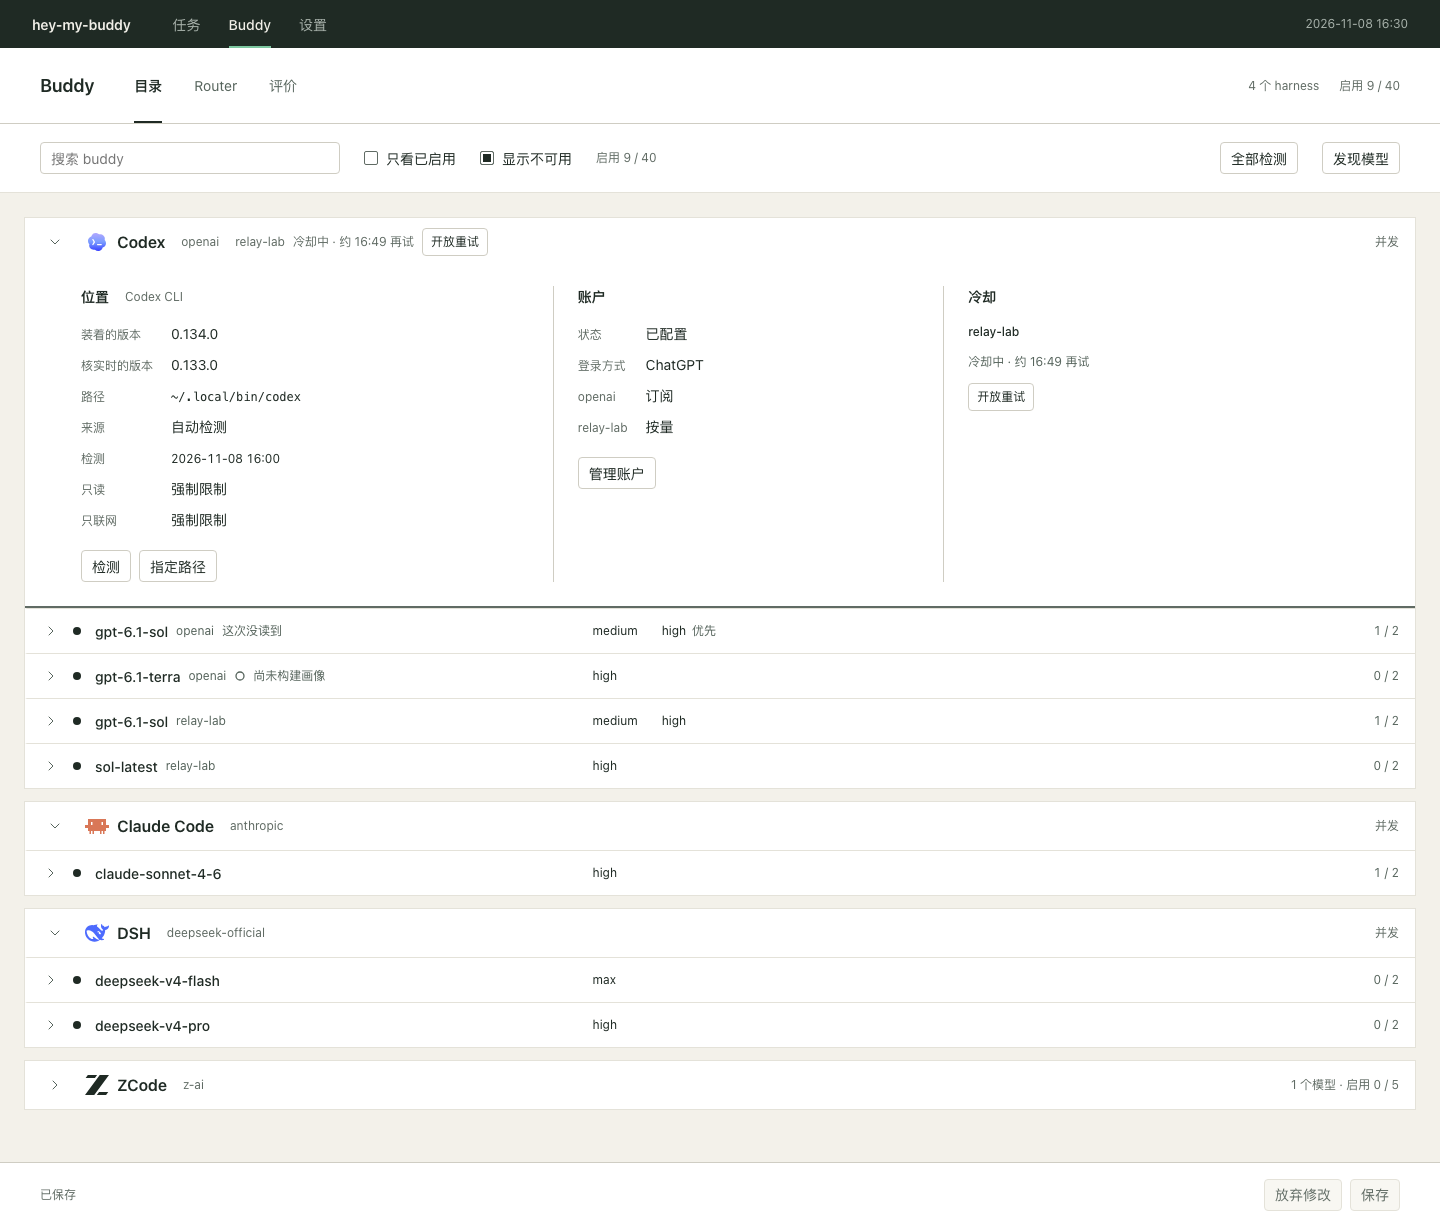 hey-my-buddy 任务 Buddy 设置 2026-11-08 16:30
Buddy 目录 Router 评价 4 个 harness 启用 9 / 40
搜索 buddy 只看已启用 显示不可用 启用 9 / 40 全部检测 发现模型
Codex openai relay-lab 冷却中 · 约 16:49 再试 开放重试 并发
位置 Codex CLI
装着的版本 0.134.0
核实时的版本 0.133.0
路径 ~/.local/bin/codex
来源 自动检测
检测 2026-11-08 16:00
只读 强制限制
只联网 强制限制
检测 指定路径
账户
状态 已配置
登录方式 ChatGPT
openai 订阅
relay-lab 按量
管理账户
冷却
relay-lab
冷却中 · 约 16:49 再试
开放重试
gpt-6.1-sol openai 这次没读到 medium high 优先 1 / 2
gpt-6.1-terra openai 尚未构建画像 high 0 / 2
gpt-6.1-sol relay-lab medium high 1 / 2
sol-latest relay-lab high 0 / 2
Claude Code anthropic 并发
claude-sonnet-4-6 high 1 / 2
DSH deepseek-official 并发
deepseek-v4-flash max 0 / 2
deepseek-v4-pro high 0 / 2
ZCode z-ai 1 个模型 · 启用 0 / 5
已保存 放弃修改 保存